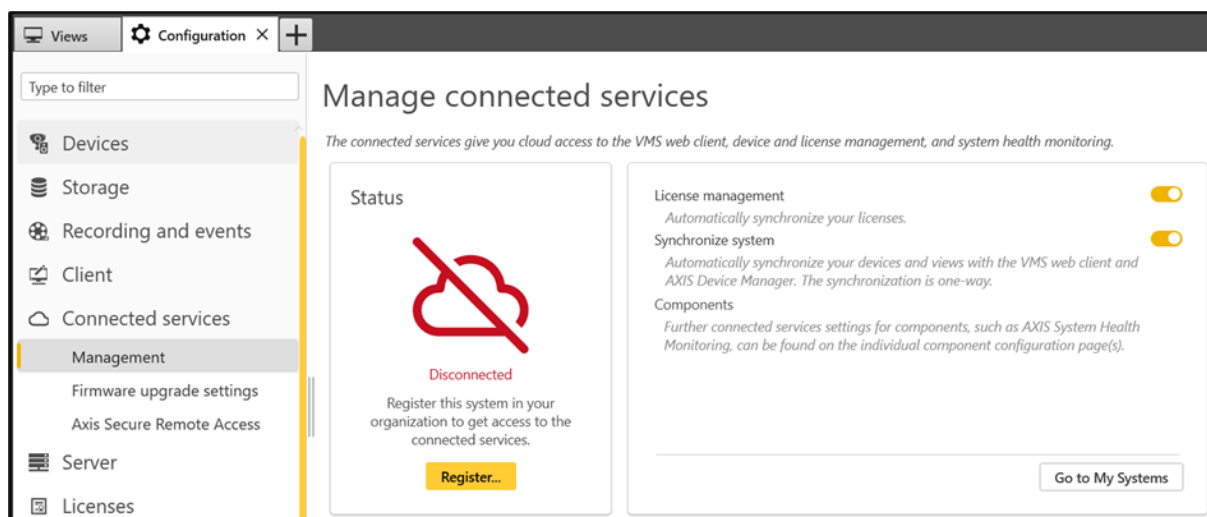 Views
Configuration
Type to filter
Devices
Storage
Recording and events
Client
Connected services
Management
Firmware upgrade settings
Axis Secure Remote Access
Server
Licenses
Manage connected services
The connected services give you cloud access to the VMS web client, device and license management, and system health monitoring.
Status
Disconnected
Register this system in your
organization to get access to the
connected services.
Register...
License management
Automatically synchronize your licenses.
Synchronize system
Automatically synchronize your devices and views with the VMS web client and
AXIS Device Manager. The synchronization is one-way.
Components
Further connected services settings for components, such as AXIS System Health
Monitoring, can be found on the individual component configuration page(s).
Go to My Systems